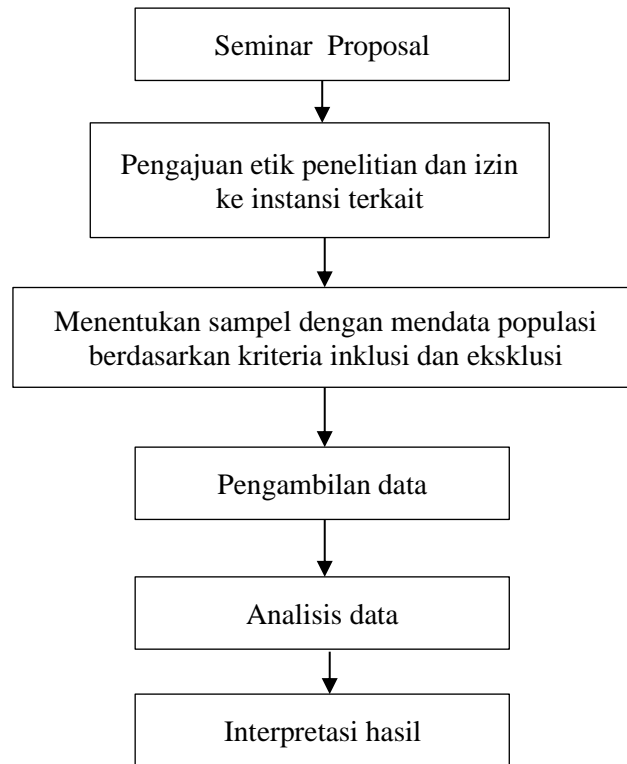 Seminar Proposal
Pengajuan etik penelitian dan izin
ke instansi terkait
Menentukan sampel dengan mendata populasi
berdasarkan kriteria inklusi dan eksklusi
Pengambilan data
Analisis data
Interpretasi hasil